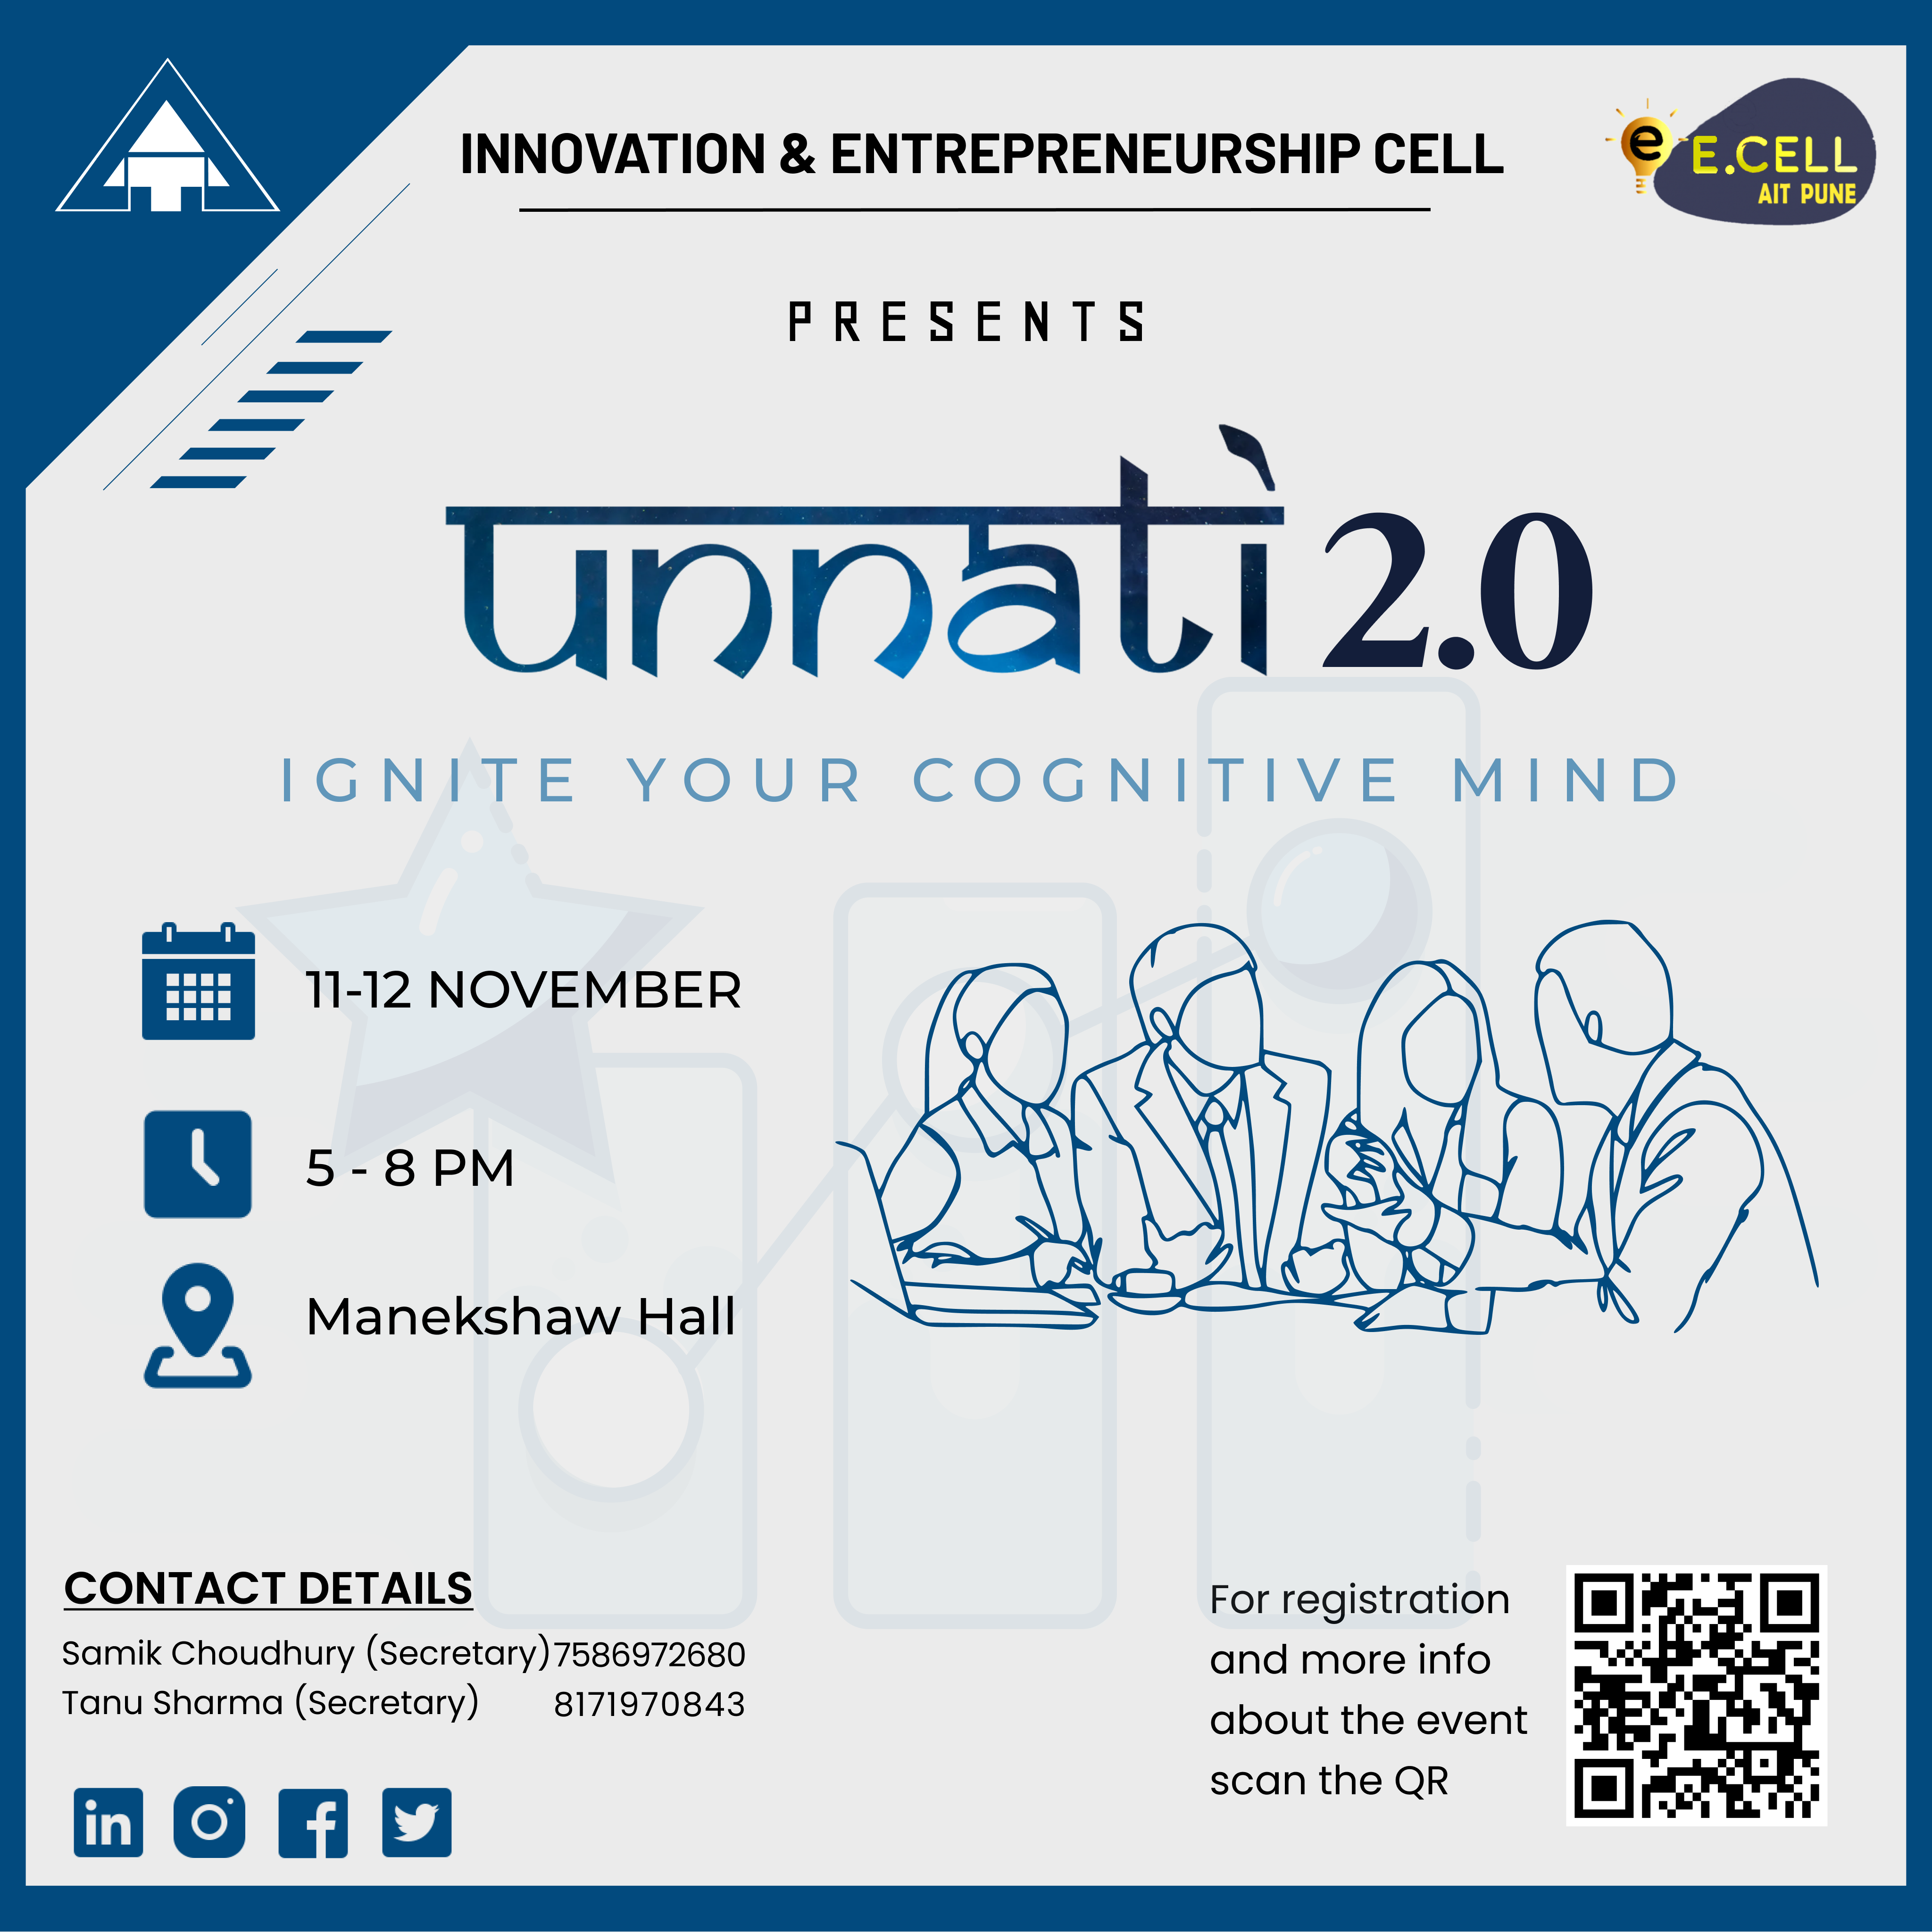 INNOVATION & ENTREPRENEURSHIP CELL
e E.CELL
AIT PUNE
PRESENTS
unnatì 2.0
IGNITE YOUR COGNITIVE MIND
11-12 NOVEMBER
5 - 8 PM
Manekshaw Hall
CONTACT DETAILS
Samik Choudhury (Secretary) 7586972680
Tanu Sharma (Secretary) 8171970843
For registration
and more info
about the event
scan the QR
in f